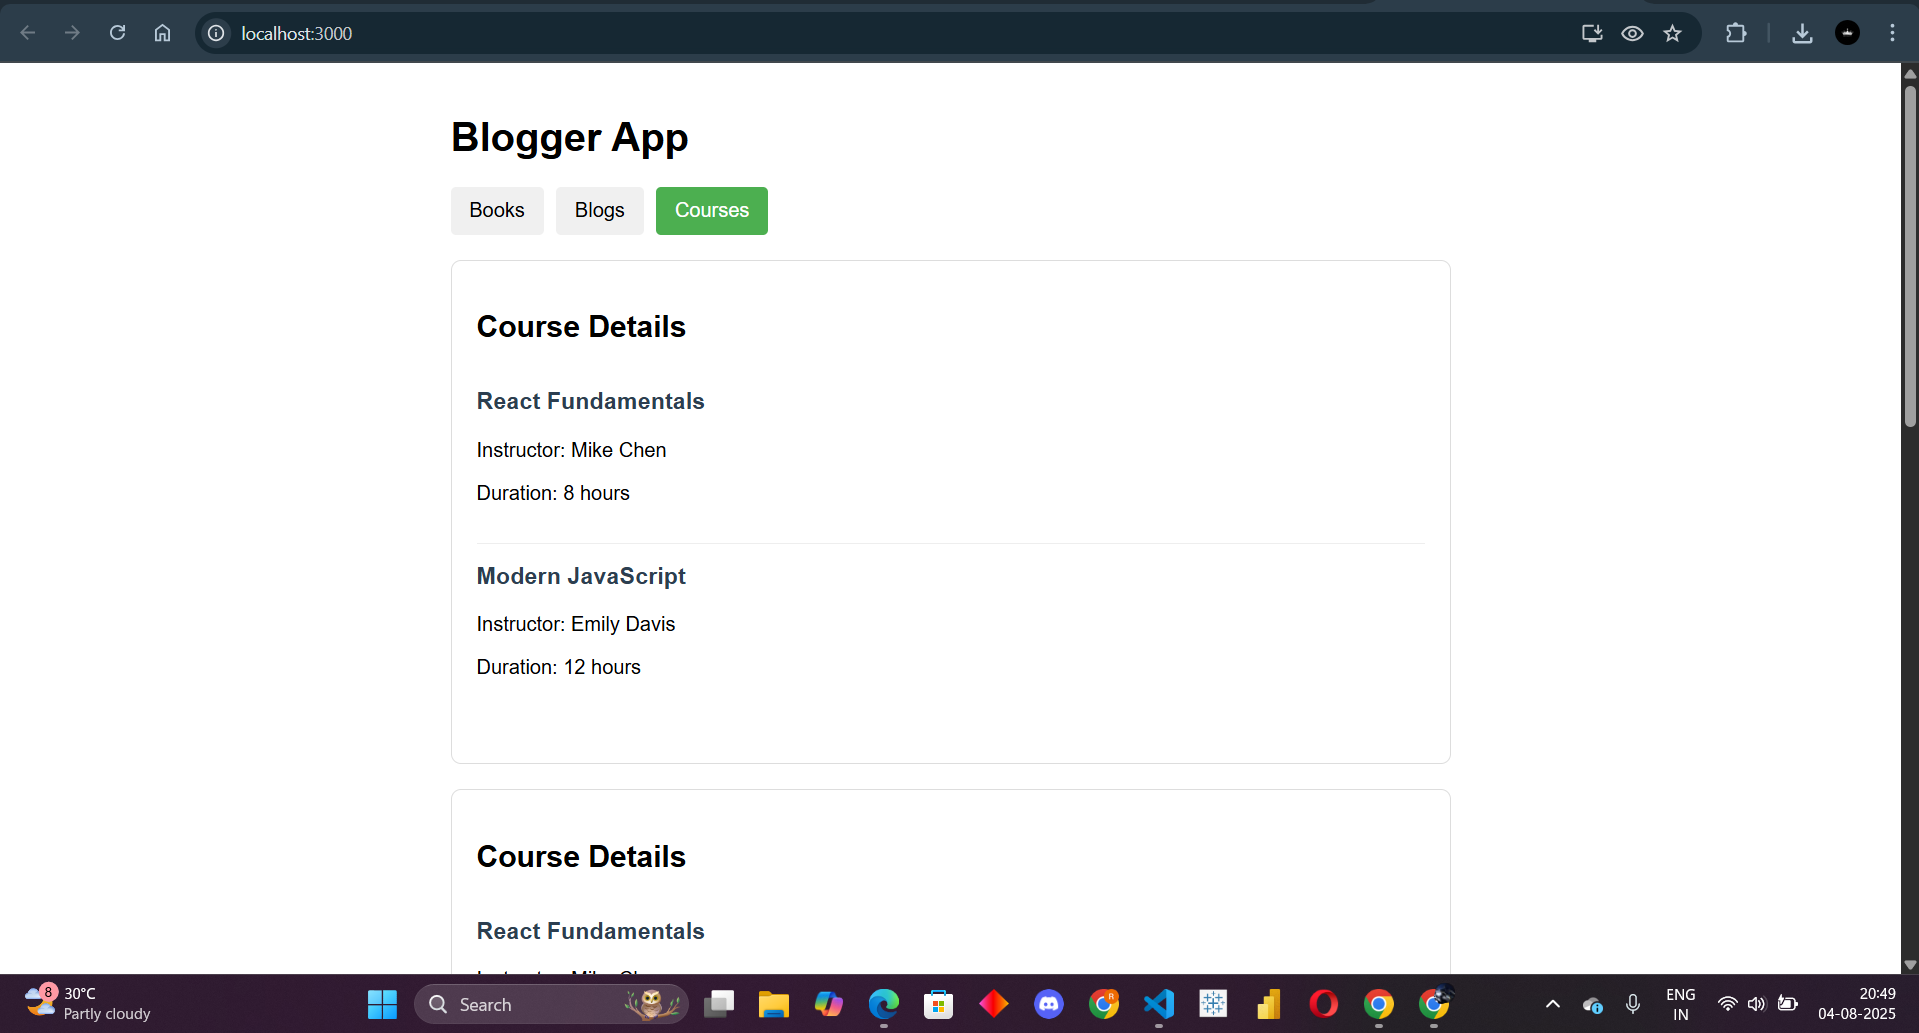 localhost:3000
Blogger App
Books Blogs Courses
Course Details
React Fundamentals
Instructor: Mike Chen
Duration: 8 hours
Modern JavaScript
Instructor: Emily Davis
Duration: 12 hours
Course Details
React Fundamentals
8 30°C
Partly cloudy
Search
R
ENG
IN
20:49
04-08-2025